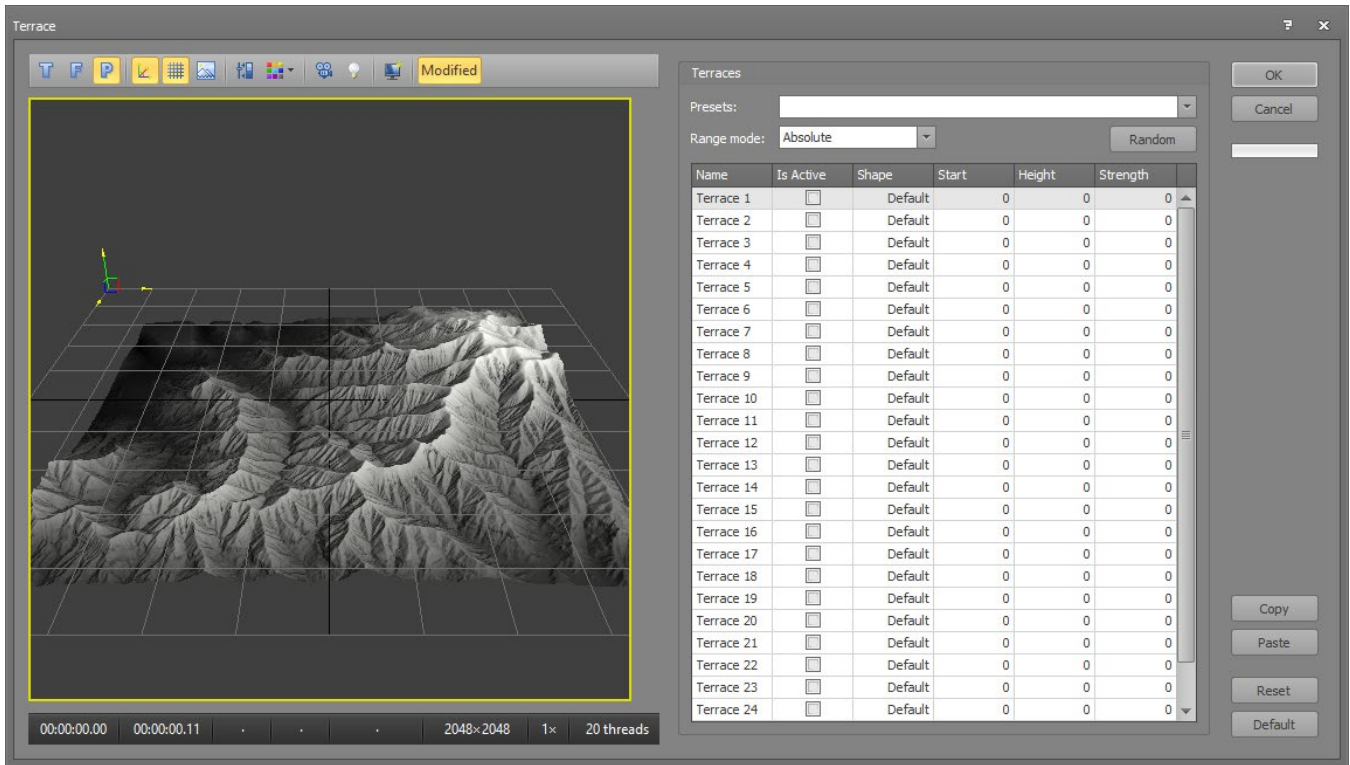 Terrace
T F P Modified
Terraces
OK
Presets:
Cancel
Range mode: Absolute Random
Name Is Active Shape Start Height Strength
Terrace 1 Default 0 0 0
Terrace 2 Default 0 0 0
Terrace 3 Default 0 0 0
Terrace 4 Default 0 0 0
Terrace 5 Default 0 0 0
Terrace 6 Default 0 0 0
Terrace 7 Default 0 0 0
Terrace 8 Default 0 0 0
Terrace 9 Default 0 0 0
Terrace 10 Default 0 0 0
Terrace 11 Default 0 0 0
Terrace 12 Default 0 0 0
Terrace 13 Default 0 0 0
Terrace 14 Default 0 0 0
Terrace 15 Default 0 0 0
Terrace 16 Default 0 0 0
Terrace 17 Default 0 0 0
Terrace 18 Default 0 0 0
Terrace 19 Default 0 0 0
Terrace 20 Default 0 0 0
Terrace 21 Default 0 0 0
Terrace 22 Default 0 0 0
Terrace 23 Default 0 0 0
Terrace 24 Default 0 0 0
Copy
Paste
Reset
Default
00:00:00.00 00:00:00.11 . . . 2048×2048 1× 20 threads